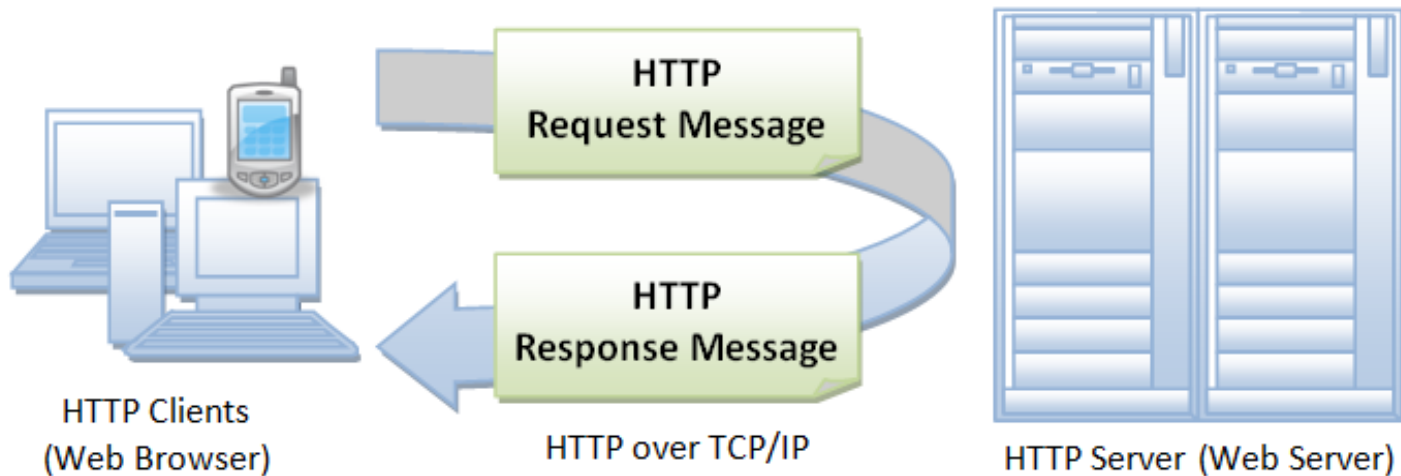 HTTP
Request Message
HTTP
Response Message
HTTP Clients
(Web Browser)
HTTP over TCP/IP
HTTP Server (Web Server)